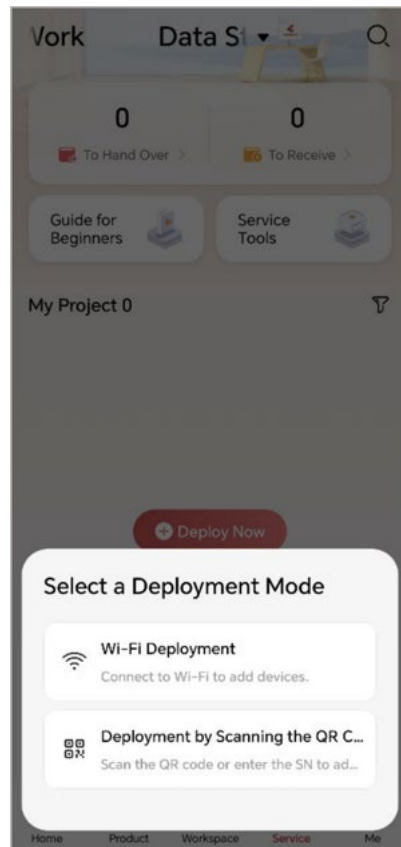 Work Data St
0 0
To Hand Over To Receive
Guide for Service
Beginners Tools
My Project 0
Deploy Now
Select a Deployment Mode
Wi-Fi Deployment
Connect to Wi-Fi to add devices.
Deployment by Scanning the QR C...
Scan the QR code or enter the SN to ad...
Home Product Workspace Service Me